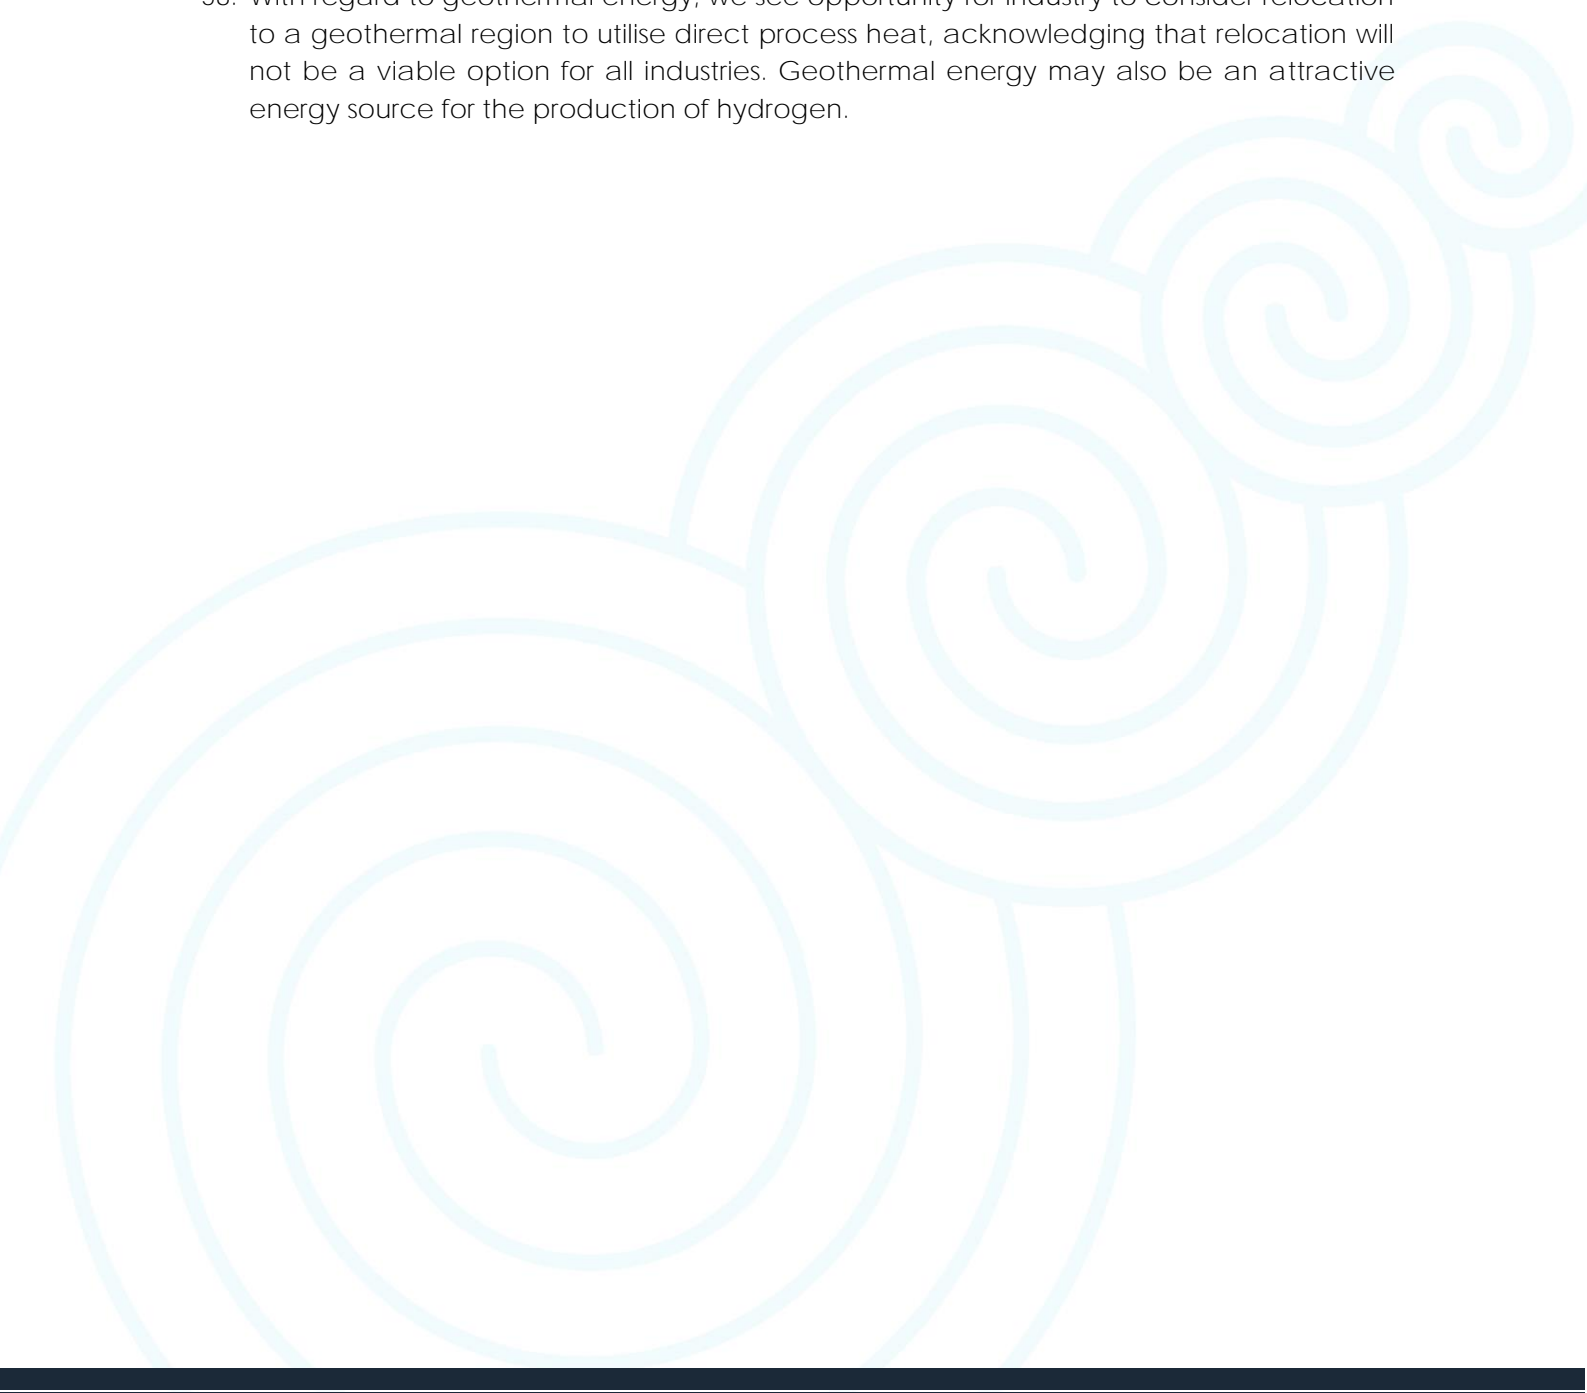 With regard to geothermal energy, we see opportunity for industry to consider relocation
to a geothermal region to utilise direct process heat, acknowledging that relocation will
not be a viable option for all industries. Geothermal energy may also be an attractive
energy source for the production of hydrogen.